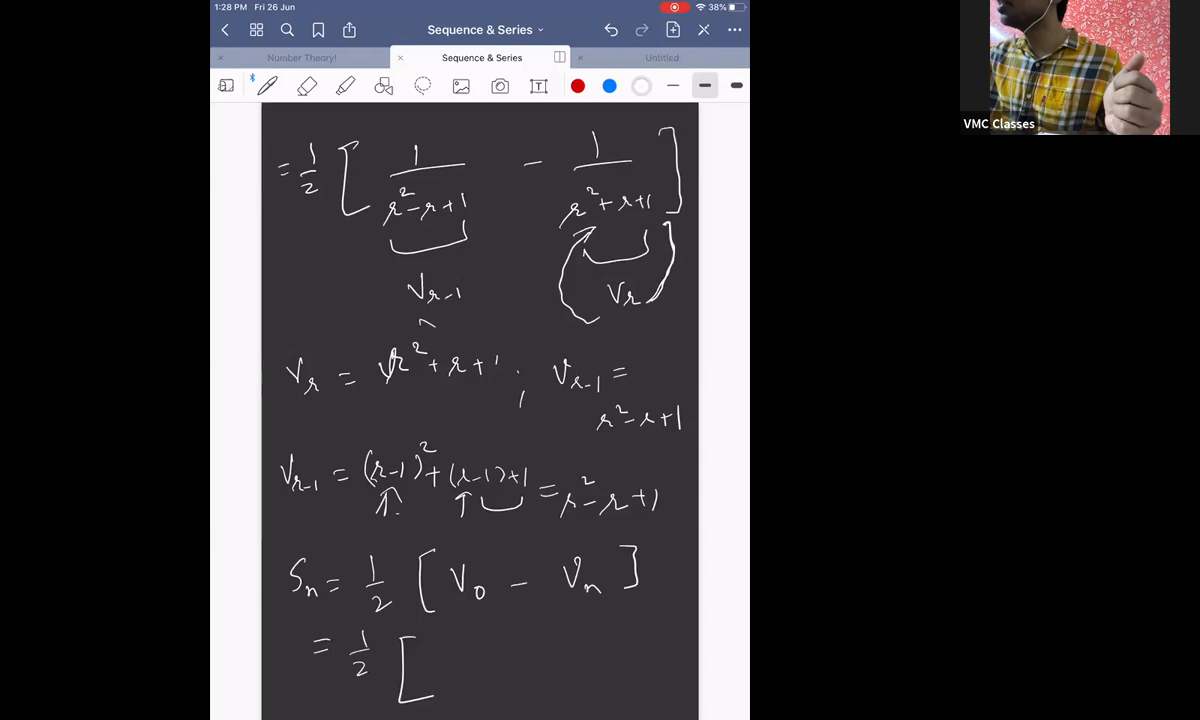 1:28 PM Fri 26 Jun 38%
Sequence & Series
Number Theory! Sequence & Series Untitled
T
VMC Classes
= 1/2 [ 1/(r² - r + 1) - 1/(r² + r + 1) ]
V_{r-1} V_r
V_r = r² + r + 1 ; V_{r-1} =
r² - r + 1
V_{r-1} = (r-1)² + (r-1) + 1 = r² - r + 1
S_n = 1/2 [ V_0 - V_n ]
= 1/2 [